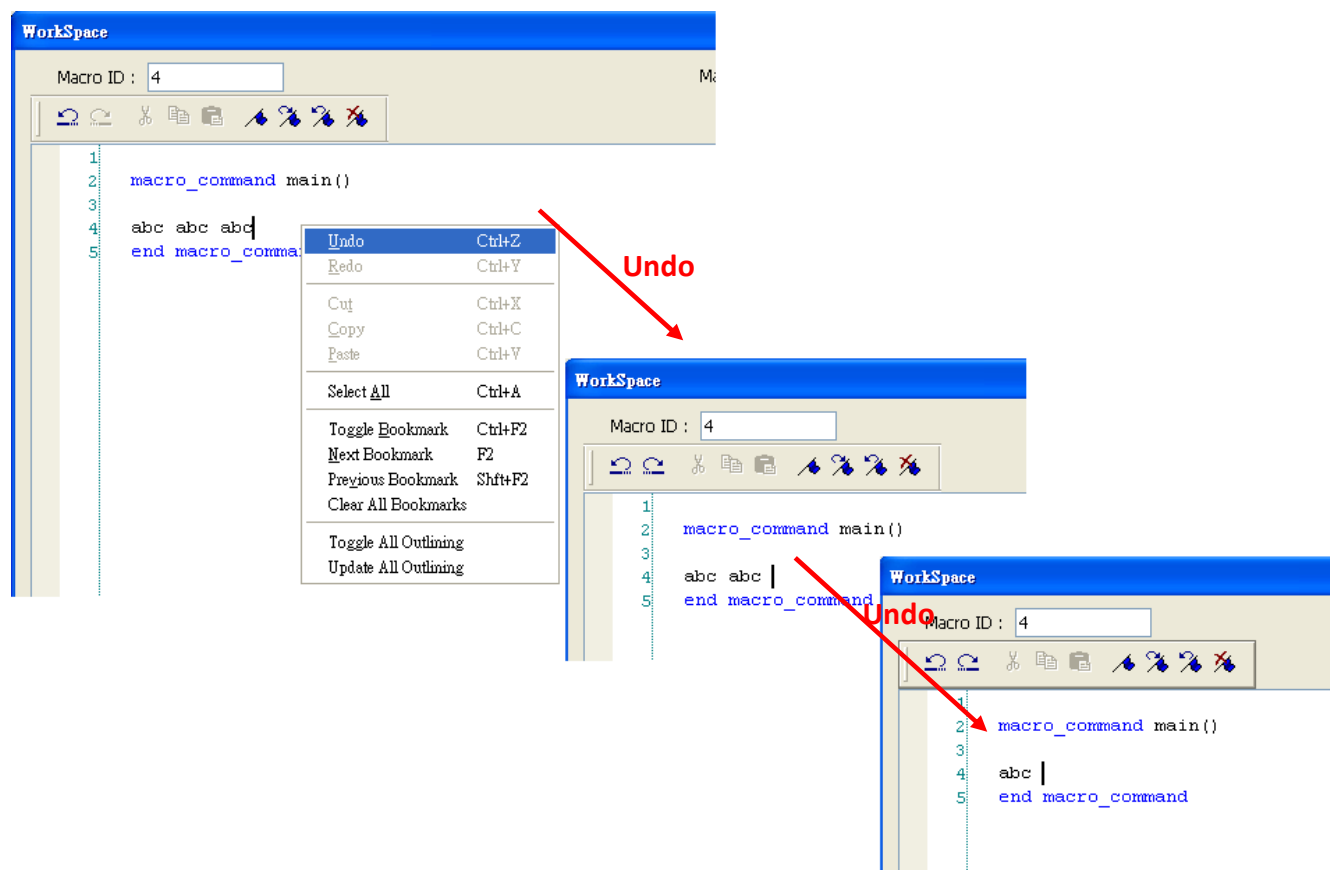 WorkSpace
Macro ID : 4
1
2 macro_command main()
3
4 abc abc abc
5 end macro_comma
Undo Ctrl+Z
Redo Ctrl+Y
Cut Ctrl+X
Copy Ctrl+C
Paste Ctrl+V
Select All Ctrl+A
Toggle Bookmark Ctrl+F2
Next Bookmark F2
Previous Bookmark Shft+F2
Clear All Bookmarks
Toggle All Outlining
Update All Outlining
Undo
WorkSpace
Macro ID : 4
1
2 macro_command main()
3
4 abc abc
5 end macro_command
Undo
WorkSpace
Macro ID : 4
1
2 macro_command main()
3
4 abc
5 end macro_command